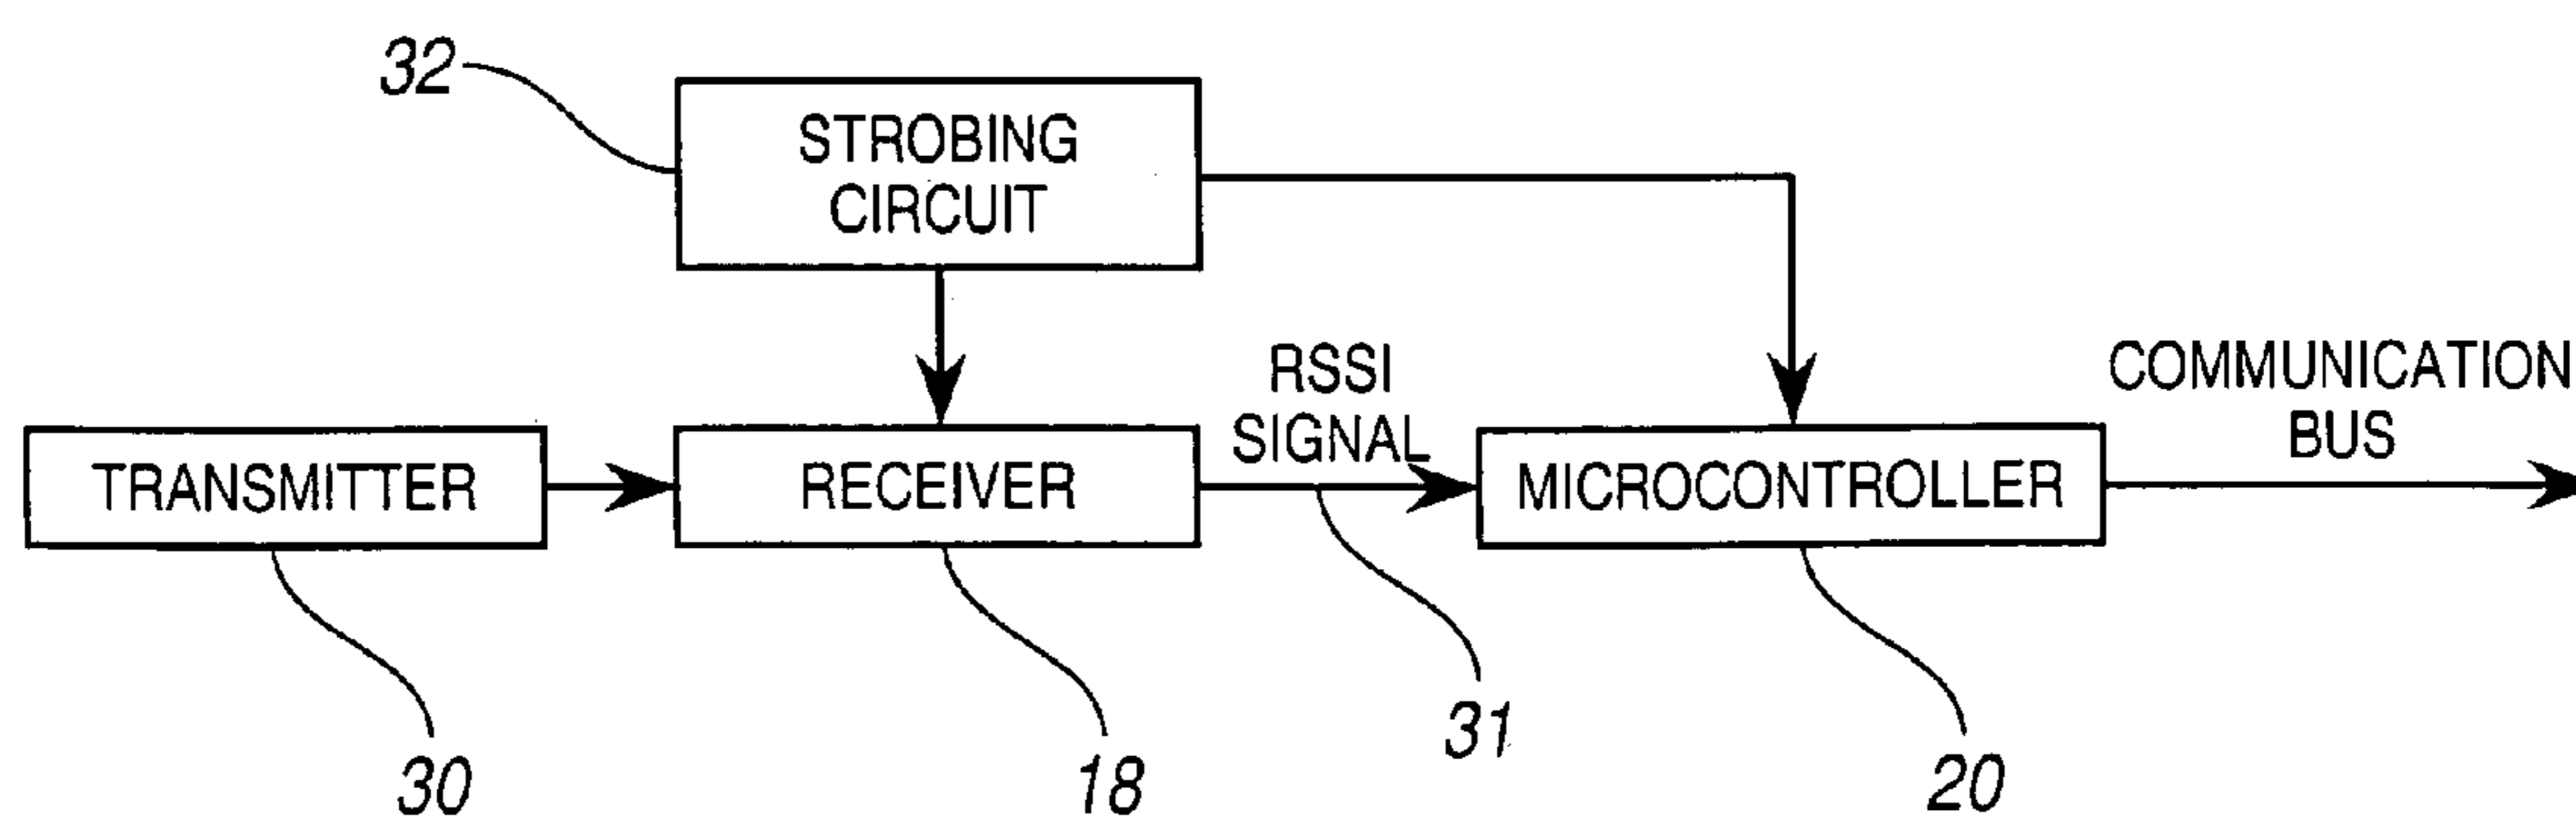 32
STROBING
CIRCUIT
RSSI
SIGNAL
COMMUNICATION
BUS
TRANSMITTER
RECEIVER
MICROCONTROLLER
31
30
18
20